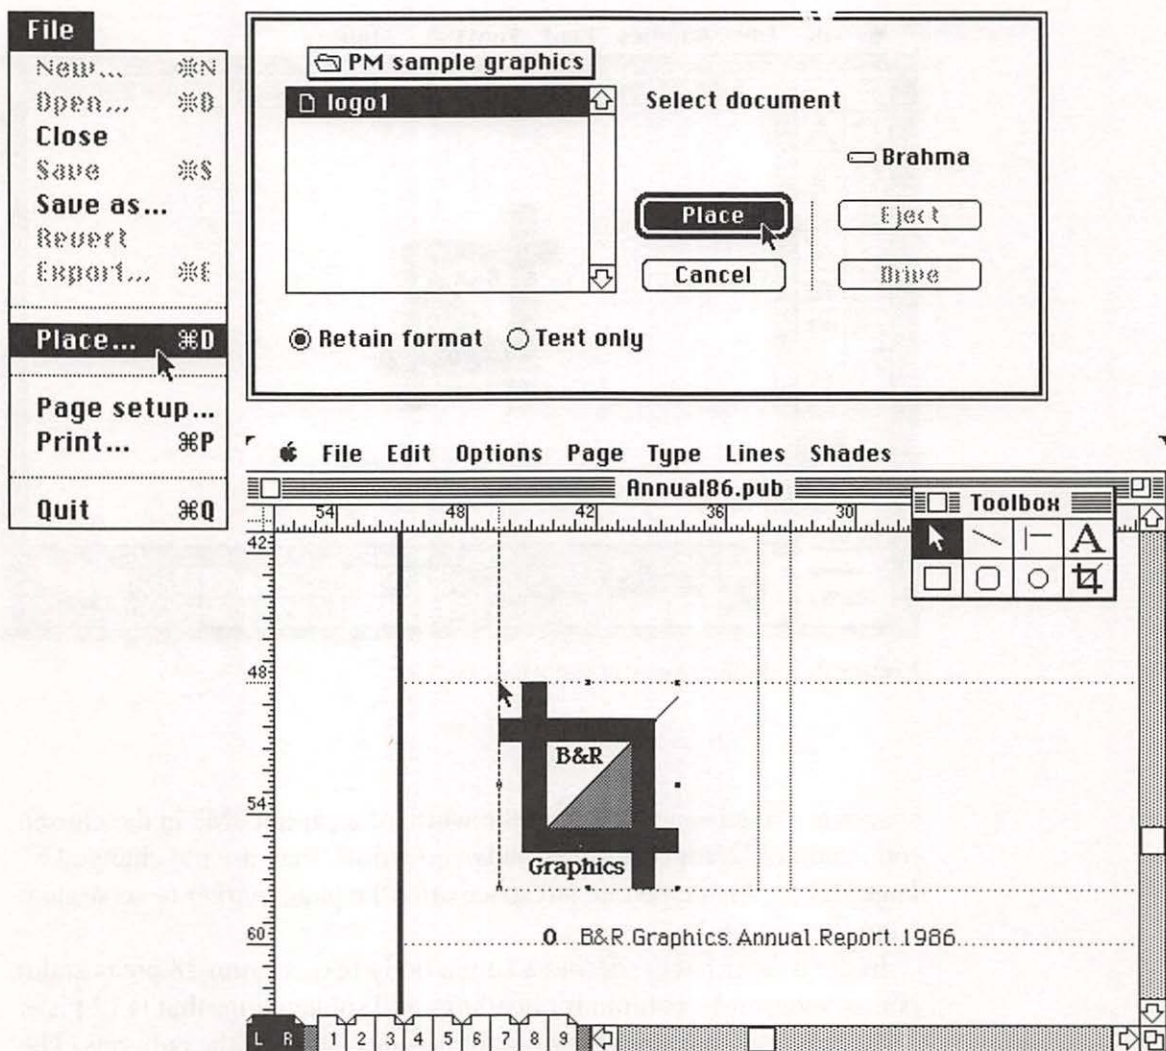 File
New... ⌘N
Open... ⌘O
Close
Save ⌘S
Save as...
Revert
Export... ⌘E
Place... ⌘D
Page setup...
Print... ⌘P
Quit ⌘Q
PM sample graphics
logo1
Select document
Brahma
Place
Eject
Cancel
Drive
Retain format Text only
File Edit Options Page Type Lines Shades
Annual86.pub
Toolbox
A
54 48 42 36 30
42
48
54
60
B&R
Graphics
0 B&R Graphics Annual Report 1986
L R 1 2 3 4 5 6 7 8 9